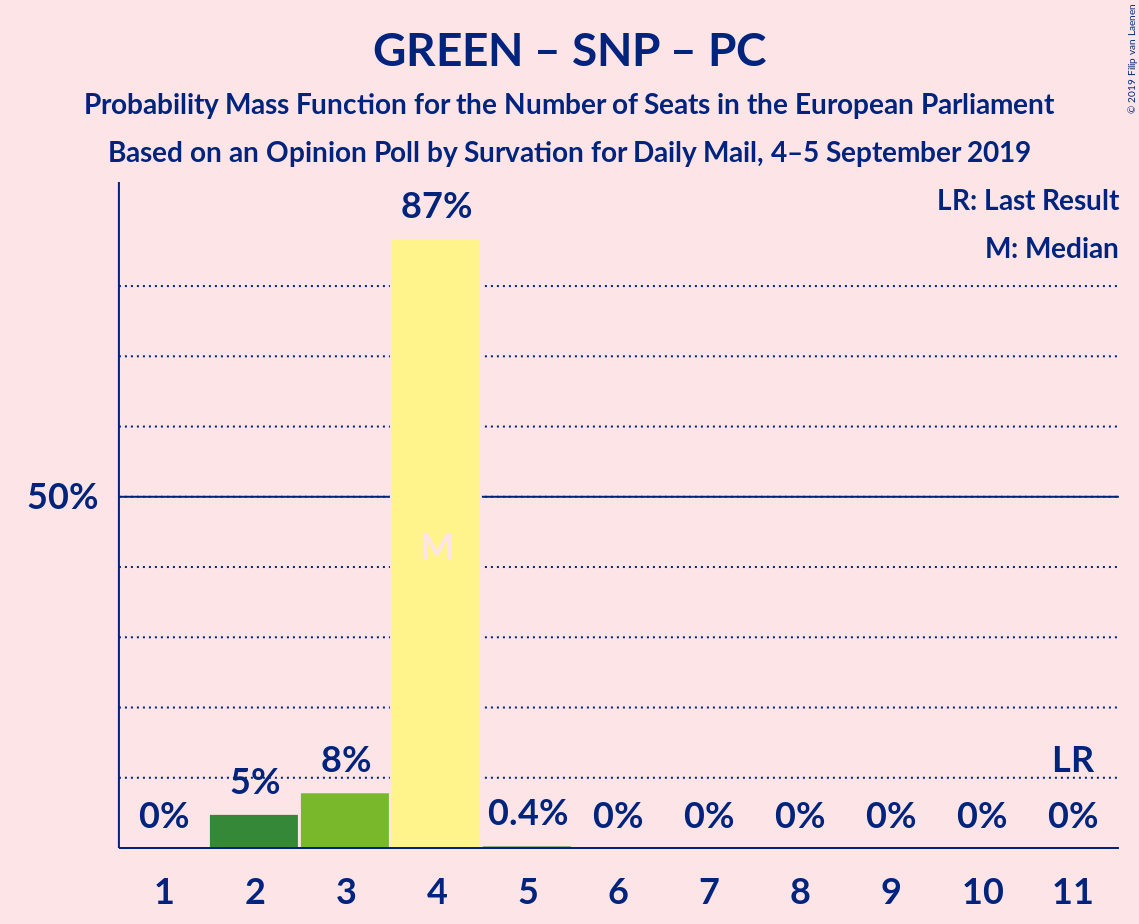 GREEN – SNP – PC
Probability Mass Function for the Number of Seats in the European Parliament
Based on an Opinion Poll by Survation for Daily Mail, 4–5 September 2019
© 2019 Filip van Laenen
LR: Last Result
M: Median
87%
50%
M
LR
8%
5%
0%
0.4%
0%
0%
0%
0%
0%
0%
1 2 3 4 5 6 7 8 9 10 11